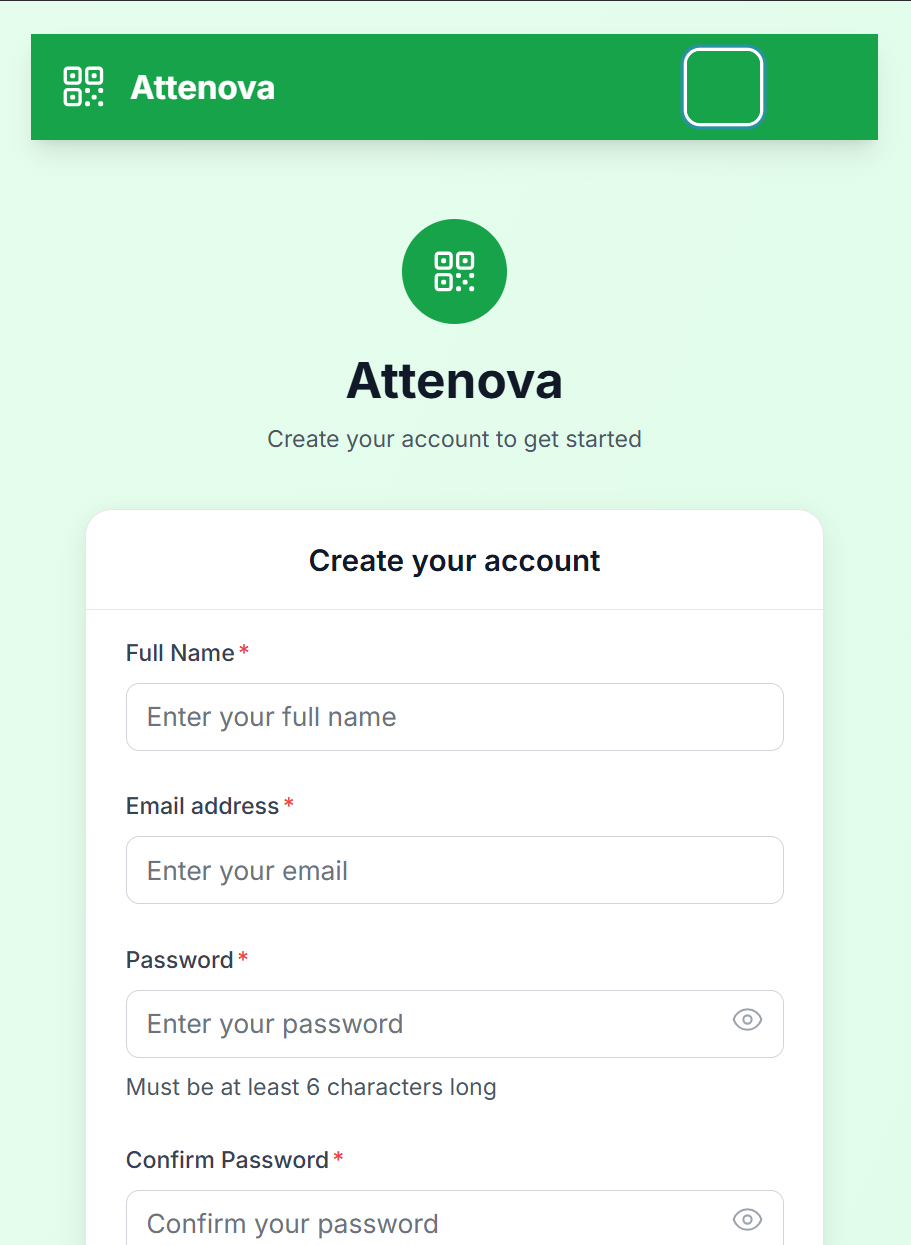 Attenova
Attenova
Create your account to get started
Create your account
Full Name*
Enter your full name
Email address*
Enter your email
Password*
Enter your password
Must be at least 6 characters long
Confirm Password*
Confirm your password